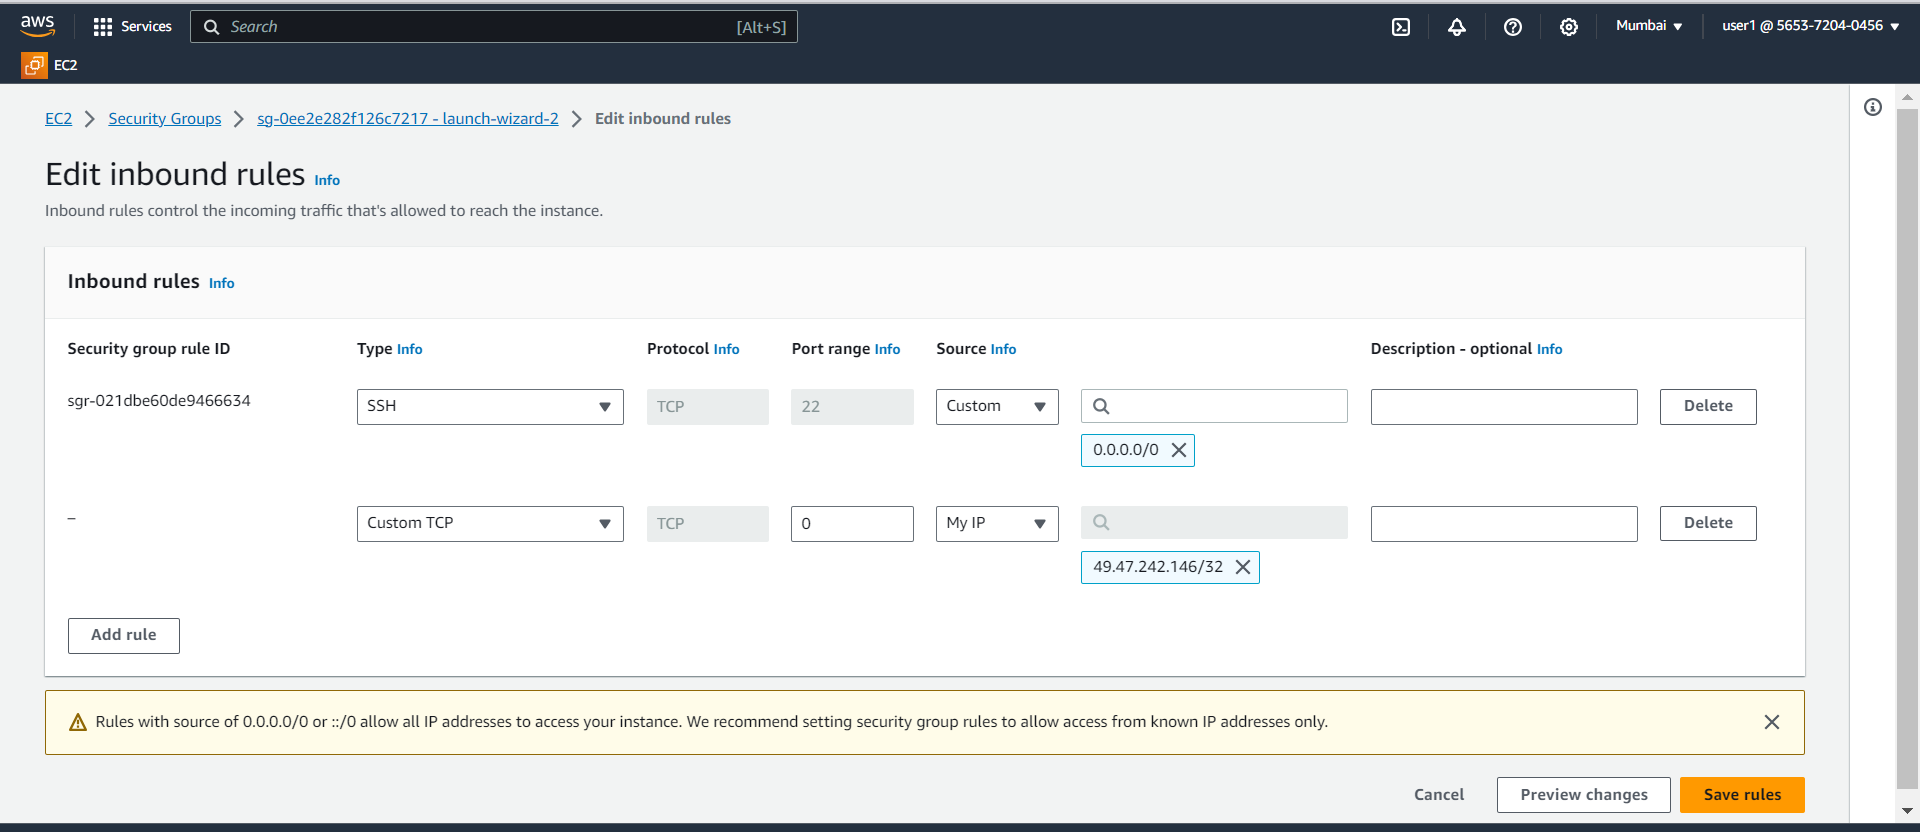 aws Services Search [Alt+S] Mumbai user1 @ 5653-7204-0456
EC2
EC2 Security Groups sg-0ee2e282f126c7217 - launch-wizard-2 Edit inbound rules
Edit inbound rules Info
Inbound rules control the incoming traffic that's allowed to reach the instance.
Inbound rules Info
Security group rule ID Type Info Protocol Info Port range Info Source Info Description - optional Info
sgr-021dbe60de9466634 SSH TCP 22 Custom Delete
0.0.0.0/0
– Custom TCP TCP 0 My IP Delete
49.47.242.146/32
Add rule
Rules with source of 0.0.0.0/0 or ::/0 allow all IP addresses to access your instance. We recommend setting security group rules to allow access from known IP addresses only.
Cancel Preview changes Save rules